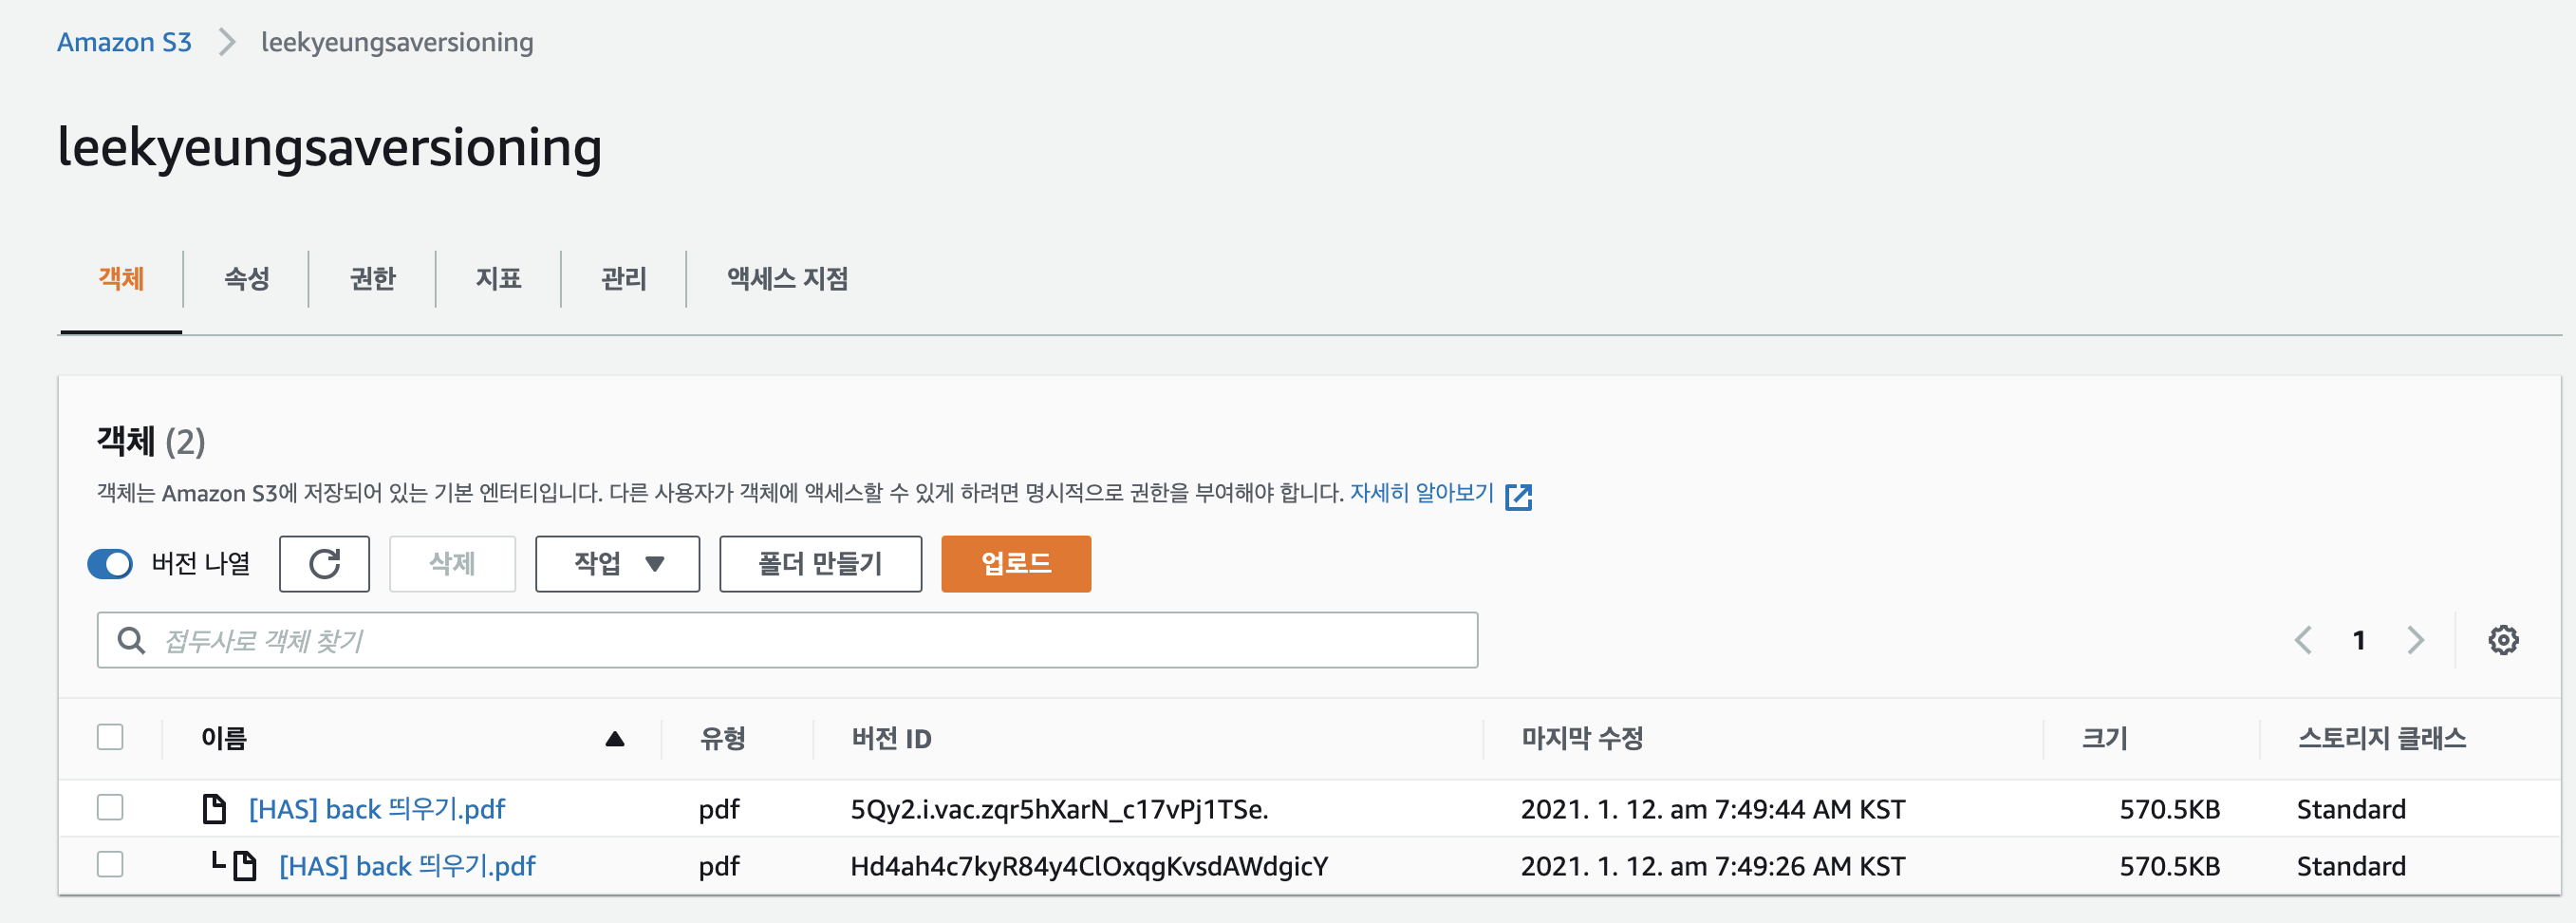 Amazon S3 > leekyeungsaversioning
leekyeungsaversioning
객체 속성 권한 지표 관리 액세스 지점
객체 (2)
객체는 Amazon S3에 저장되어 있는 기본 엔터티입니다. 다른 사용자가 객체에 액세스할 수 있게 하려면 명시적으로 권한을 부여해야 합니다. 자세히 알아보기
버전 나열 삭제 작업 폴더 만들기 업로드
접두사로 객체 찾기 1
이름 유형 버전 ID 마지막 수정 크기 스토리지 클래스
[HAS] back 띄우기.pdf pdf 5Qy2.i.vac.zqr5hXarN_c17vPj1TSe. 2021. 1. 12. am 7:49:44 AM KST 570.5KB Standard
[HAS] back 띄우기.pdf pdf Hd4ah4c7kyR84y4ClOxqgKvsdAWdgicY 2021. 1. 12. am 7:49:26 AM KST 570.5KB Standard